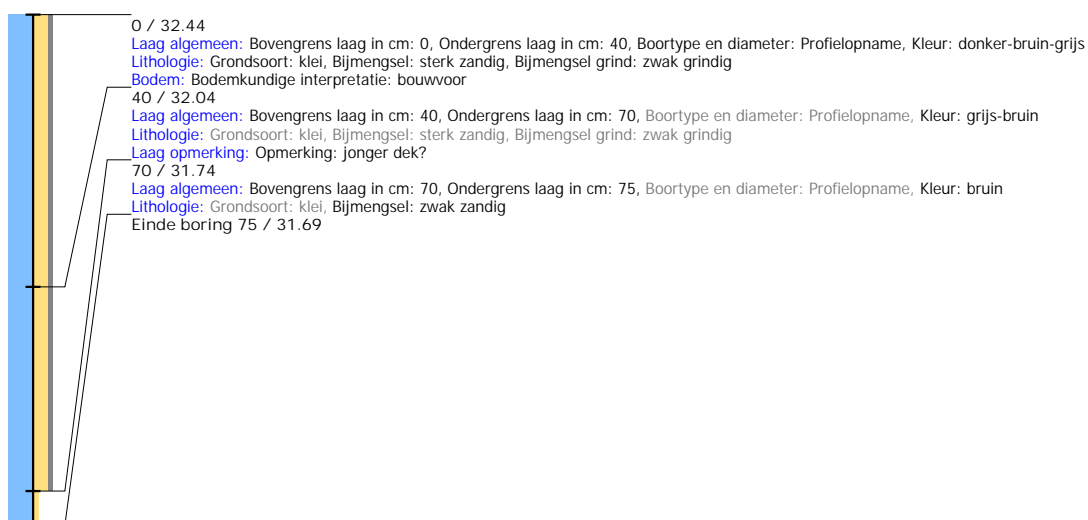 0 / 32.44
Laag algemeen: Bovengrens laag in cm: 0, Ondergrens laag in cm: 40, Boortype en diameter: Profielopname, Kleur: donker-bruin-grijs
Lithologie: Grondsoort: klei, Bijmengsel: sterk zandig, Bijmengsel grind: zwak grindig
Bodem: Bodemkundige interpretatie: bouwvoor
40 / 32.04
Laag algemeen: Bovengrens laag in cm: 40, Ondergrens laag in cm: 70, Boortype en diameter: Profielopname, Kleur: grijs-bruin
Lithologie: Grondsoort: klei, Bijmengsel: sterk zandig, Bijmengsel grind: zwak grindig
Laag opmerking: Opmerking: jonger dek?
70 / 31.74
Laag algemeen: Bovengrens laag in cm: 70, Ondergrens laag in cm: 75, Boortype en diameter: Profielopname, Kleur: bruin
Lithologie: Grondsoort: klei, Bijmengsel: zwak zandig
Einde boring 75 / 31.69